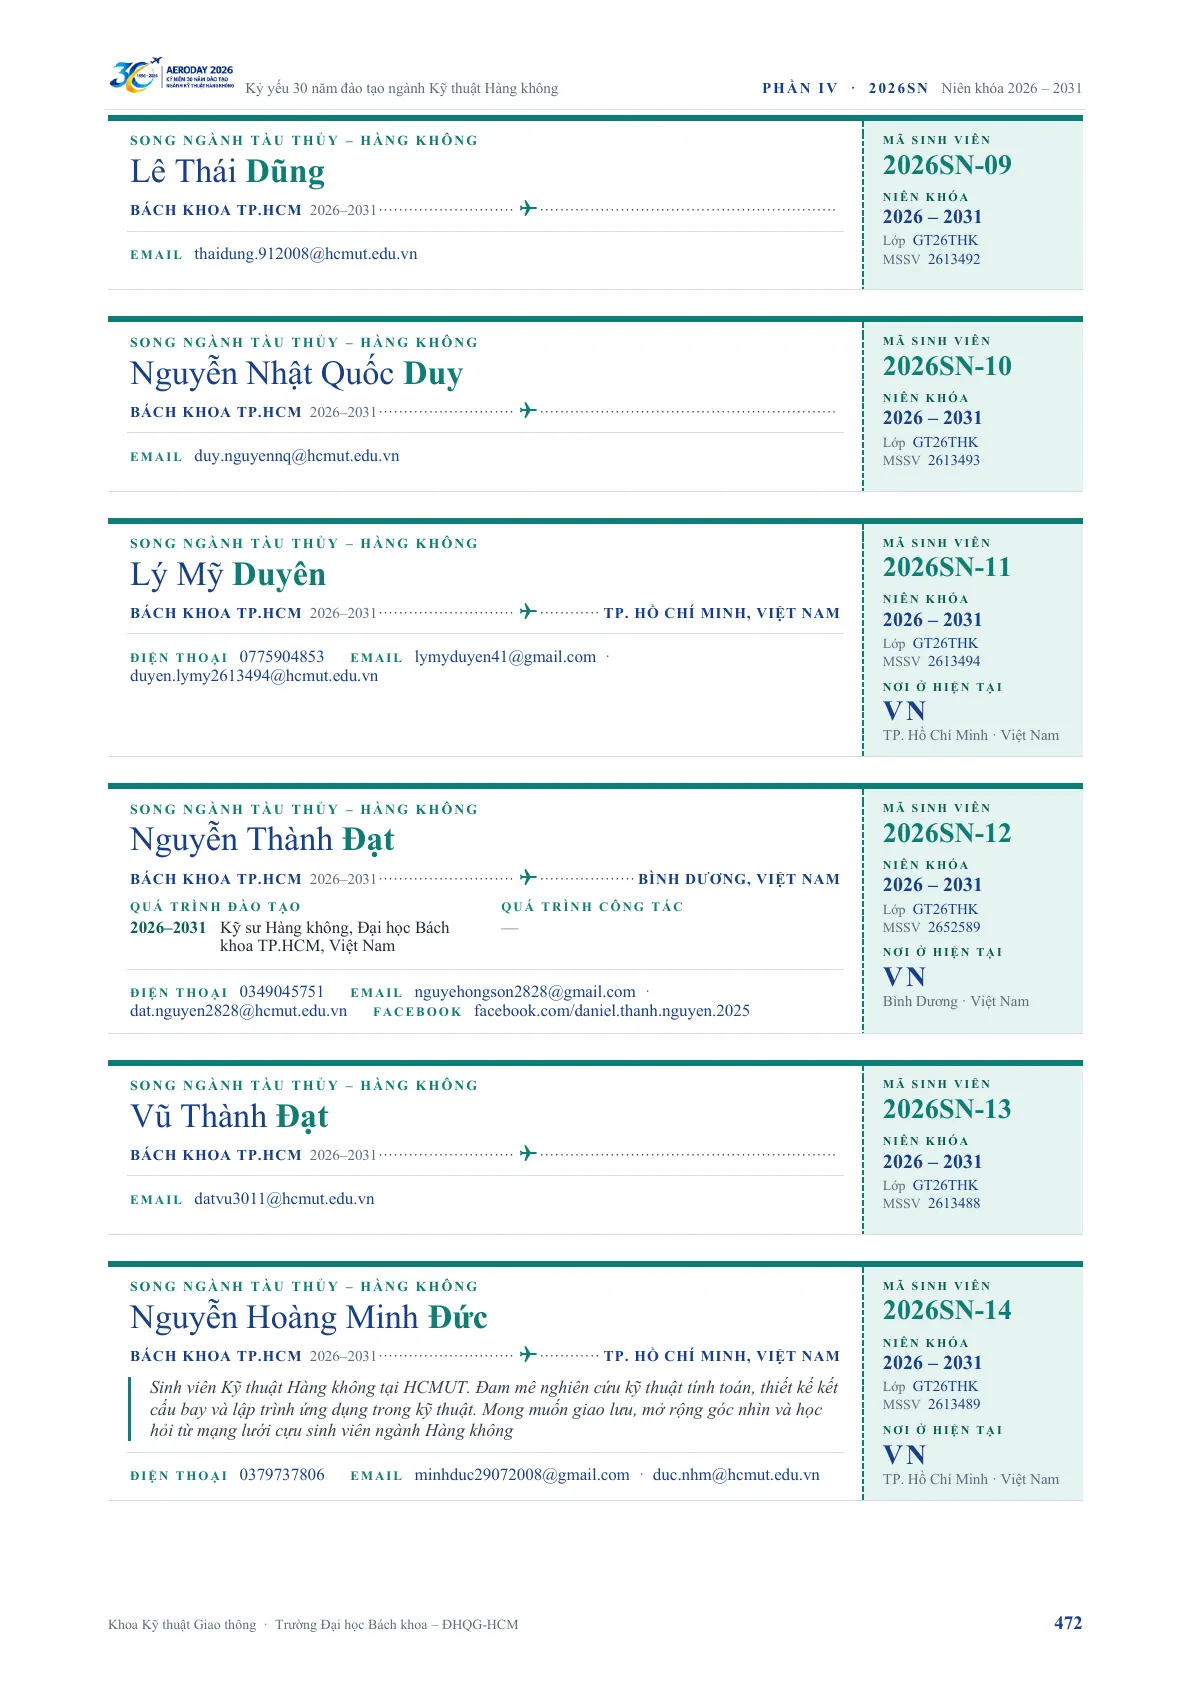 AERODAY 2026
KỶ NIỆM 30 NĂM ĐÀO TẠO
NGÀNH KỸ THUẬT HÀNG KHÔNG
Kỷ yếu 30 năm đào tạo ngành Kỹ thuật Hàng không
PHẦN IV · 2026SN Niên khóa 2026 – 2031
SONG NGÀNH TÀU THỦY – HÀNG KHÔNG
Lê Thái Dũng
BÁCH KHOA TP.HCM 2026–2031
EMAIL thaidung.912008@hcmut.edu.vn
MÃ SINH VIÊN
2026SN-09
NIÊN KHÓA
2026 – 2031
Lớp GT26THK
MSSV 2613492
SONG NGÀNH TÀU THỦY – HÀNG KHÔNG
Nguyễn Nhật Quốc Duy
BÁCH KHOA TP.HCM 2026–2031
EMAIL duy.nguyennq@hcmut.edu.vn
MÃ SINH VIÊN
2026SN-10
NIÊN KHÓA
2026 – 2031
Lớp GT26THK
MSSV 2613493
SONG NGÀNH TÀU THỦY – HÀNG KHÔNG
Lý Mỹ Duyên
BÁCH KHOA TP.HCM 2026–2031 TP. HỒ CHÍ MINH, VIỆT NAM
ĐIỆN THOẠI 0775904853 EMAIL lymyduyen41@gmail.com ·
duyen.lymy2613494@hcmut.edu.vn
MÃ SINH VIÊN
2026SN-11
NIÊN KHÓA
2026 – 2031
Lớp GT26THK
MSSV 2613494
NƠI Ở HIỆN TẠI
VN
TP. Hồ Chí Minh · Việt Nam
SONG NGÀNH TÀU THỦY – HÀNG KHÔNG
Nguyễn Thành Đạt
BÁCH KHOA TP.HCM 2026–2031 BÌNH DƯƠNG, VIỆT NAM
QUÁ TRÌNH ĐÀO TẠO
2026–2031 Kỹ sư Hàng không, Đại học Bách
khoa TP.HCM, Việt Nam
QUÁ TRÌNH CÔNG TÁC
—
ĐIỆN THOẠI 0349045751 EMAIL nguyehongson2828@gmail.com ·
dat.nguyen2828@hcmut.edu.vn FACEBOOK facebook.com/daniel.thanh.nguyen.2025
MÃ SINH VIÊN
2026SN-12
NIÊN KHÓA
2026 – 2031
Lớp GT26THK
MSSV 2652589
NƠI Ở HIỆN TẠI
VN
Bình Dương · Việt Nam
SONG NGÀNH TÀU THỦY – HÀNG KHÔNG
Vũ Thành Đạt
BÁCH KHOA TP.HCM 2026–2031
EMAIL datvu3011@hcmut.edu.vn
MÃ SINH VIÊN
2026SN-13
NIÊN KHÓA
2026 – 2031
Lớp GT26THK
MSSV 2613488
SONG NGÀNH TÀU THỦY – HÀNG KHÔNG
Nguyễn Hoàng Minh Đức
BÁCH KHOA TP.HCM 2026–2031 TP. HỒ CHÍ MINH, VIỆT NAM
Sinh viên Kỹ thuật Hàng không tại HCMUT. Đam mê nghiên cứu kỹ thuật tính toán, thiết kế kết
cấu bay và lập trình ứng dụng trong kỹ thuật. Mong muốn giao lưu, mở rộng góc nhìn và học
hỏi từ mạng lưới cựu sinh viên ngành Hàng không
ĐIỆN THOẠI 0379737806 EMAIL minhduc29072008@gmail.com · duc.nhm@hcmut.edu.vn
MÃ SINH VIÊN
2026SN-14
NIÊN KHÓA
2026 – 2031
Lớp GT26THK
MSSV 2613489
NƠI Ở HIỆN TẠI
VN
TP. Hồ Chí Minh · Việt Nam
Khoa Kỹ thuật Giao thông · Trường Đại học Bách khoa – ĐHQG-HCM
472